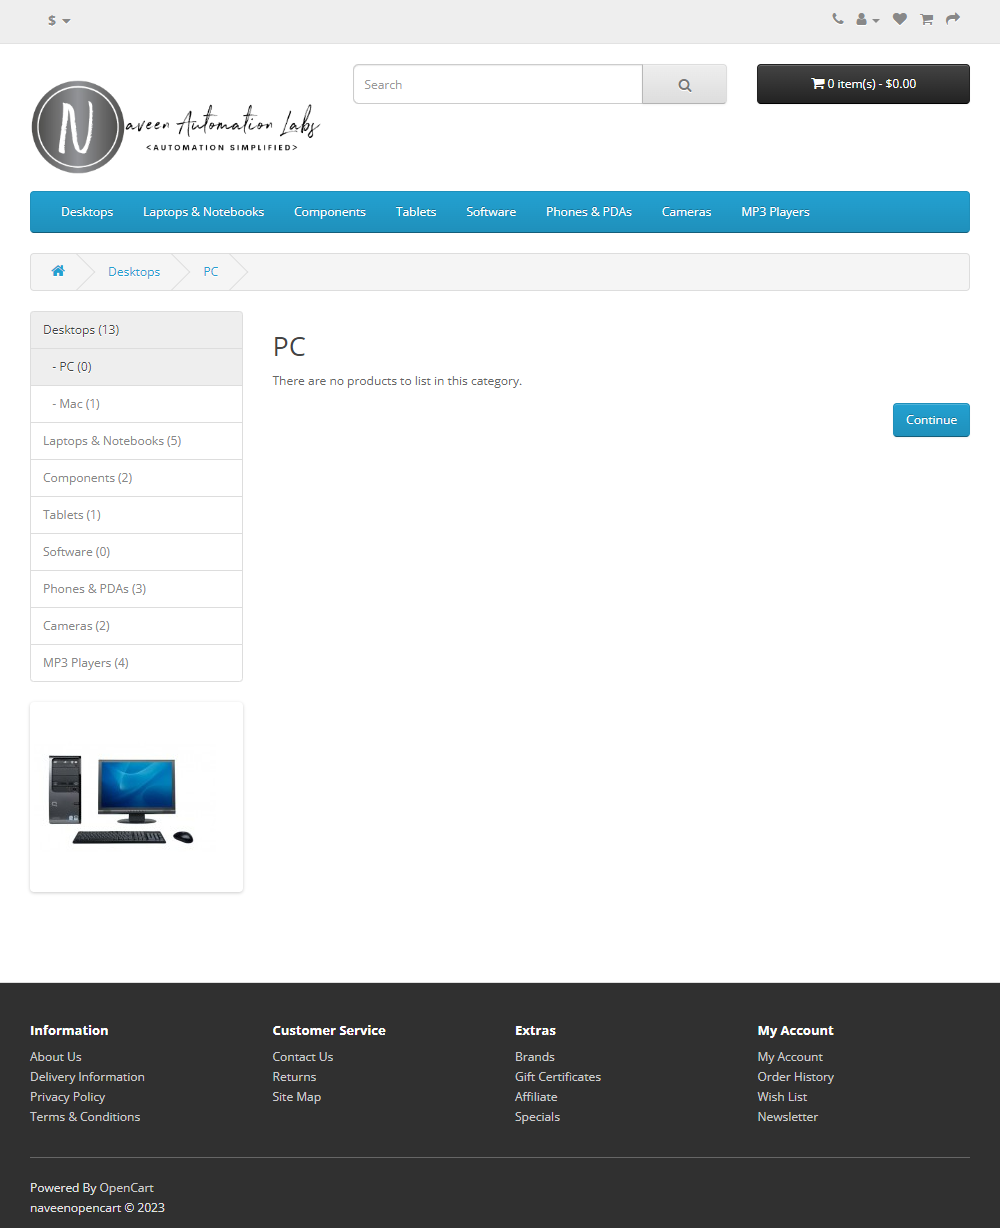 $
Search
0 item(s) - $0.00
N
aveen Automation Labs
<AUTOMATION SIMPLIFIED>
Desktops Laptops & Notebooks Components Tablets Software Phones & PDAs Cameras MP3 Players
Desktops PC
Desktops (13)
- PC (0)
- Mac (1)
Laptops & Notebooks (5)
Components (2)
Tablets (1)
Software (0)
Phones & PDAs (3)
Cameras (2)
MP3 Players (4)
PC
There are no products to list in this category.
Continue
Information
About Us
Delivery Information
Privacy Policy
Terms & Conditions
Customer Service
Contact Us
Returns
Site Map
Extras
Brands
Gift Certificates
Affiliate
Specials
My Account
My Account
Order History
Wish List
Newsletter
Powered By OpenCart
naveenopencart © 2023